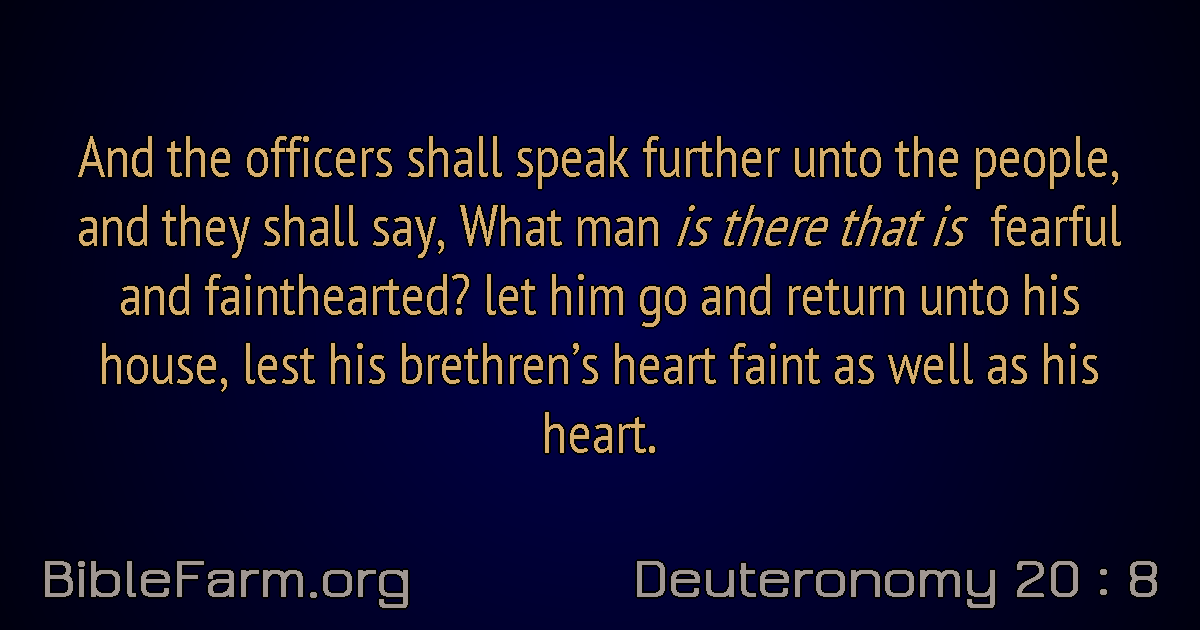 And the officers shall speak further unto the people,
and they shall say, What man is there that is fearful
and fainthearted? let him go and return unto his
house, lest his brethren’s heart faint as well as his
heart.
BibleFarm.org
Deuteronomy 20 : 8